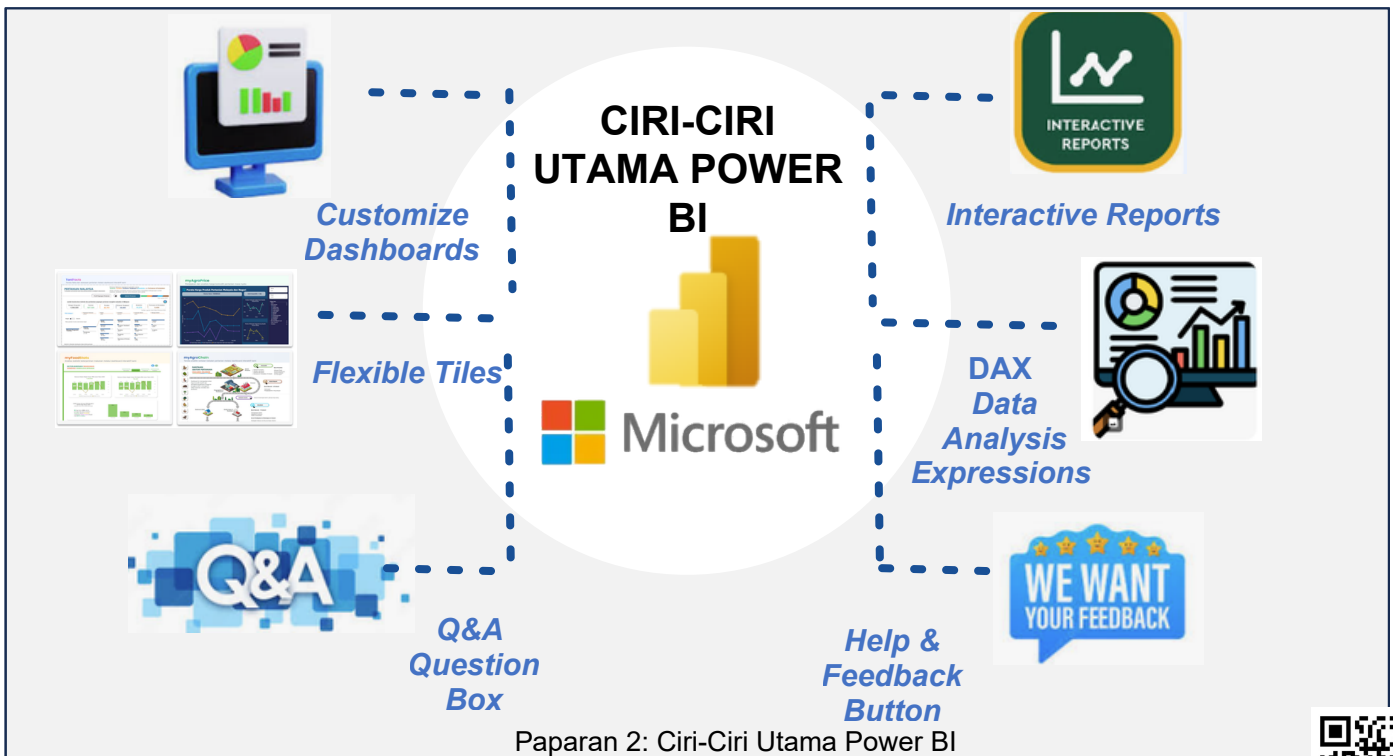 CIRI-CIRI
UTAMA POWER
BI
Microsoft
Customize
Dashboards
Flexible Tiles
Q&A
Q&A
Question
Box
INTERACTIVE
REPORTS
Interactive Reports
DAX
Data
Analysis
Expressions
WE WANT
YOUR FEEDBACK
Help &
Feedback
Button
Paparan 2: Ciri-Ciri Utama Power BI